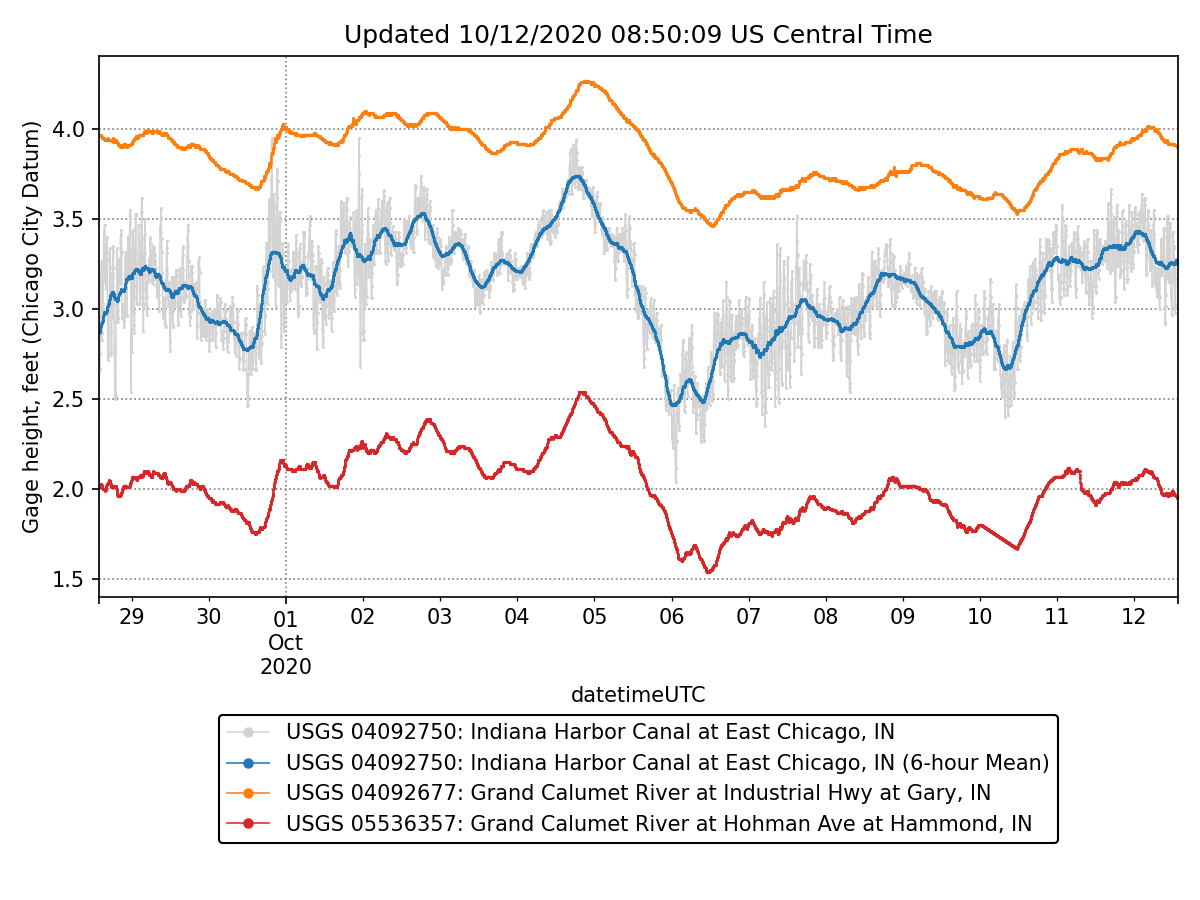 Updated 10/12/2020 08:50:09 US Central Time
Gage height, feet (Chicago City Datum)
4.0
3.5
3.0
2.5
2.0
1.5
29 30 01 02 03 04 05 06 07 08 09 10 11 12
Oct
2020
datetimeUTC
USGS 04092750: Indiana Harbor Canal at East Chicago, IN
USGS 04092750: Indiana Harbor Canal at East Chicago, IN (6-hour Mean)
USGS 04092677: Grand Calumet River at Industrial Hwy at Gary, IN
USGS 05536357: Grand Calumet River at Hohman Ave at Hammond, IN